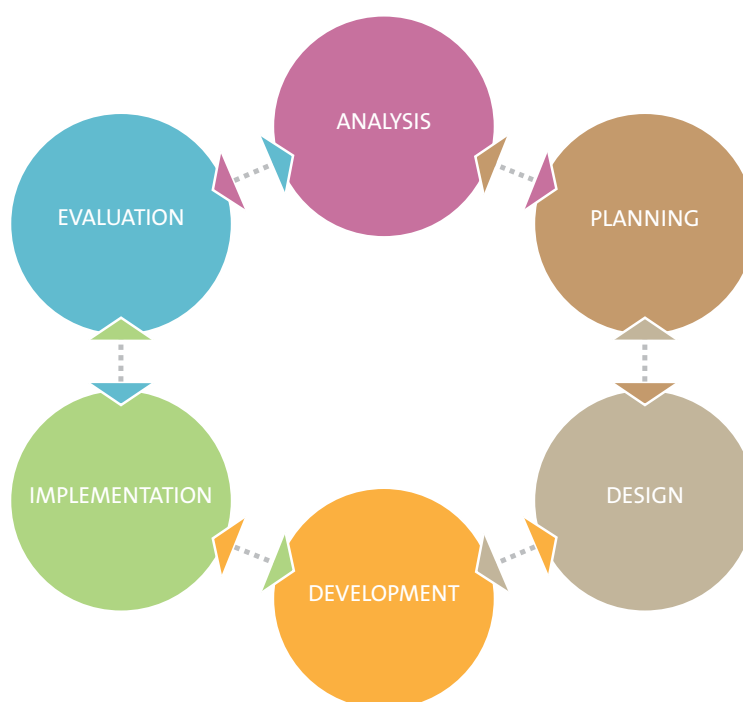 ANALYSIS
PLANNING
DESIGN
DEVELOPMENT
IMPLEMENTATION
EVALUATION